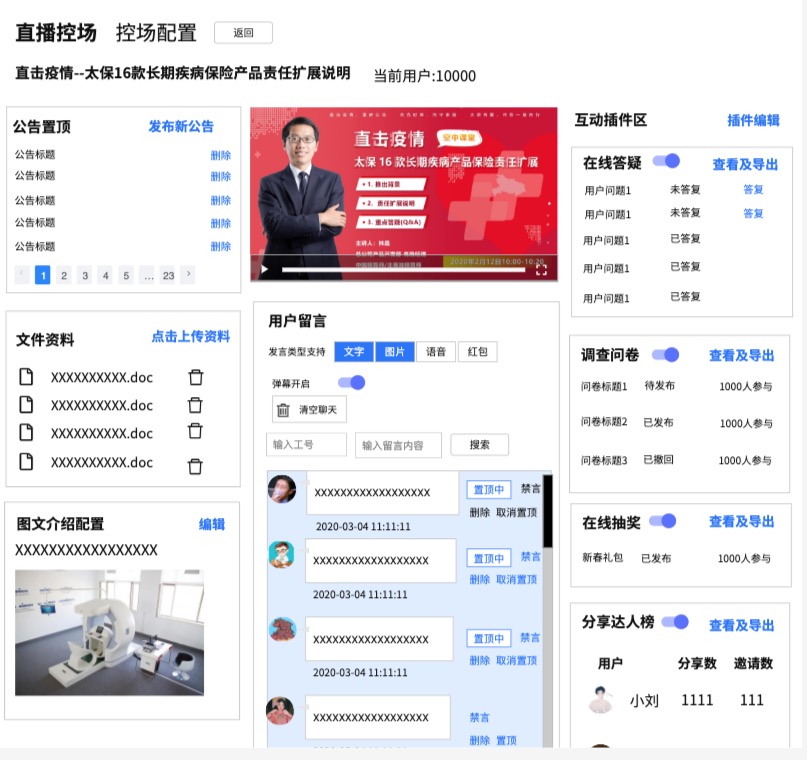 直播控场 控场配置 返回
直击疫情--太保16款长期疾病保险产品责任扩展说明 当前用户:10000
公告置顶 发布新公告
公告标题 删除
公告标题 删除
公告标题 删除
公告标题 删除
公告标题 删除
1 2 3 4 5 … 23
文件资料 点击上传资料
XXXXXXXXXX.doc
XXXXXXXXXX.doc
XXXXXXXXXX.doc
XXXXXXXXXX.doc
图文介绍配置 编辑
XXXXXXXXXXXXXXXXX
直击疫情 空中课堂
太保 16 款长期疾病产品保险责任扩展
• 1. 推出背景
• 2. 责任扩展说明
• 3. 重点答疑(Q&A)
2020年2月12日16:00-16:20
用户留言
发言类型支持 文字 图片 语音 红包
弹幕开启
清空聊天
输入工号 输入留言内容 搜索
XXXXXXXXXXXXXXXXXX 置顶中 禁言
删除 取消置顶
2020-03-04 11:11:11
XXXXXXXXXXXXXXXXXX 置顶中 禁言
删除 取消置顶
2020-03-04 11:11:11
XXXXXXXXXXXXXXXXXX 置顶中 禁言
删除 取消置顶
2020-03-04 11:11:11
XXXXXXXXXXXXXXXXXX 禁言
删除 置顶
互动插件区 插件编辑
在线答疑 查看及导出
用户问题1 未答复 答复
用户问题1 未答复 答复
用户问题1 已答复
用户问题1 已答复
用户问题1 已答复
调查问卷 查看及导出
问卷标题1 待发布 1000人参与
问卷标题2 已发布 1000人参与
问卷标题3 已撤回 1000人参与
在线抽奖 查看及导出
新春礼包 已发布 1000人参与
分享达人榜 查看及导出
用户 分享数 邀请数
小刘 1111 111